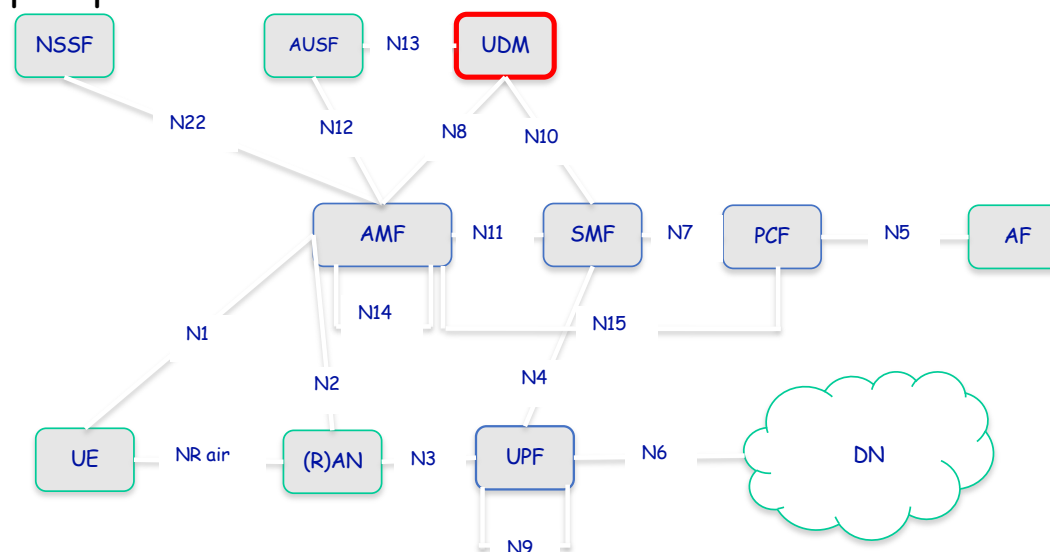 NSSF
AUSF
N13
UDM
N22
N12
N8
N10
AMF
N11
SMF
N7
PCF
N5
AF
N14
N15
N1
N2
N4
UE
NR air
(R)AN
N3
UPF
N6
DN
N9